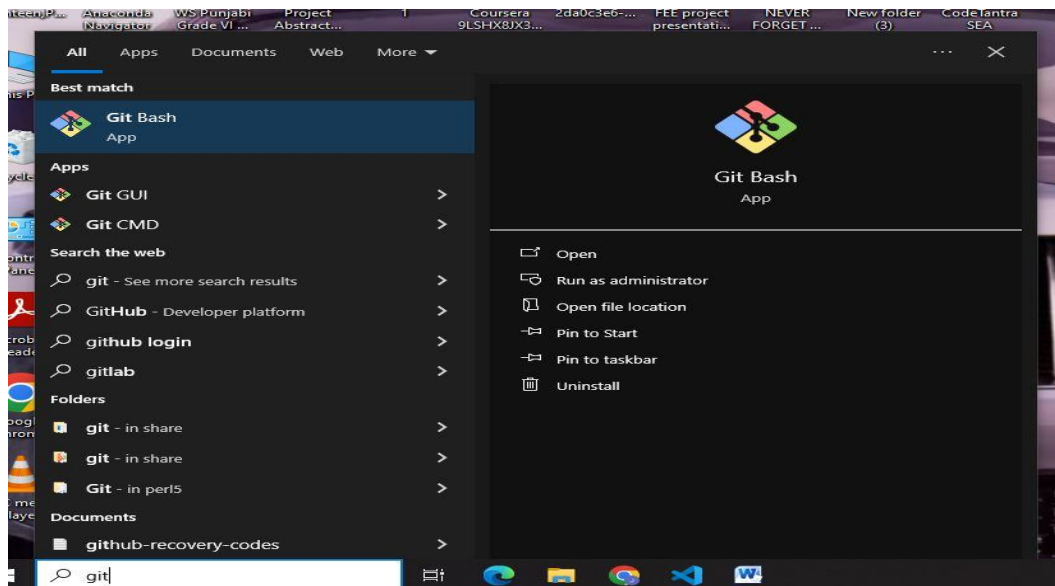 Anaconda
Navigator
WS Punjabi
Grade VI ...
Project
Abstract...
1
Coursera
9LSHX8JX3...
2da0c3e6-...
FEE project
presentati...
NEVER
FORGET ...
New folder
(3)
CodeTantra
SEA
All Apps Documents Web More
Best match
Git Bash
App
Apps
Git GUI
Git CMD
Search the web
git - See more search results
GitHub - Developer platform
github login
gitlab
Folders
git - in share
git - in share
Git - in perl5
Documents
github-recovery-codes
git
Git Bash
App
Open
Run as administrator
Open file location
Pin to Start
Pin to taskbar
Uninstall